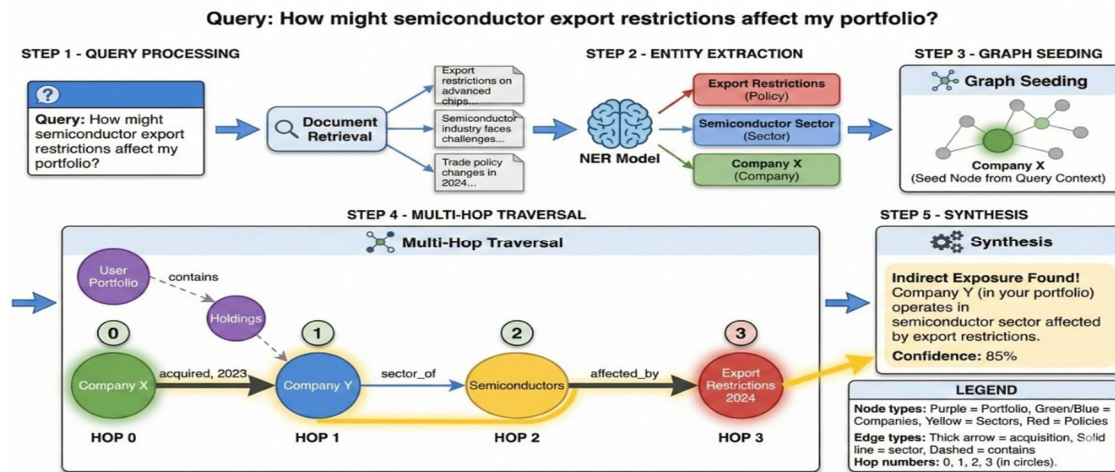 Query: How might semiconductor export restrictions affect my portfolio?
STEP 1 - QUERY PROCESSING
STEP 2 - ENTITY EXTRACTION
STEP 3 - GRAPH SEEDING
Query: How might
semiconductor export
restrictions affect my
portfolio?
Document
Retrieval
Export
restrictions on
advanced
chips...
Semiconductor
industry faces
challenges...
Trade policy
changes in
2024...
NER Model
Export Restrictions
(Policy)
Semiconductor Sector
(Sector)
Company X
(Company)
Graph Seeding
Company X
(Seed Node from Query Context)
STEP 4 - MULTI-HOP TRAVERSAL
Multi-Hop Traversal
User
Portfolio
contains
Holdings
0
1
2
3
Company X
acquired, 2023
Company Y
sector_of
Semiconductors
affected_by
Export
Restrictions
2024
HOP 0
HOP 1
HOP 2
HOP 3
STEP 5 - SYNTHESIS
Synthesis
Indirect Exposure Found!
Company Y (in your portfolio)
operates in
semiconductor sector affected
by export restrictions.
Confidence: 85%
LEGEND
Node types: Purple = Portfolio, Green/Blue =
Companies, Yellow = Sectors, Red = Policies
Edge types: Thick arrow = acquisition, Solid
line = sector, Dashed = contains
Hop numbers: 0, 1, 2, 3 (in circles).